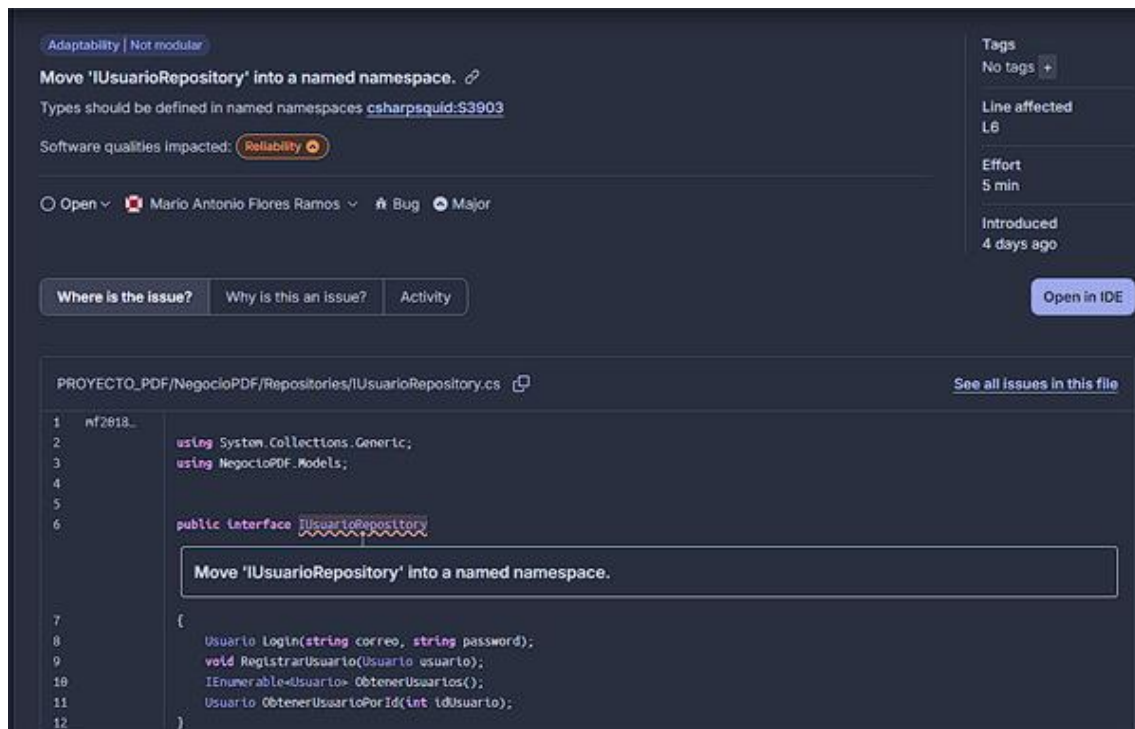 Adaptability | Not modular
Move 'IUsuarioRepository' into a named namespace.
Types should be defined in named namespaces csharpsquid:S3903
Software qualities impacted: Reliability
Open Mario Antonio Flores Ramos Bug Major
Tags
No tags +
Line affected
L6
Effort
5 min
Introduced
4 days ago
Where is the issue? Why is this an issue? Activity
Open in IDE
PROYECTO_PDF/NegocioPDF/Repositories/IUsuarioRepository.cs
See all issues in this file
1 mf2018…
2 using System.Collections.Generic;
3 using NegocioPDF.Models;
4
5
6 public interface IUsuarioRepository
Move 'IUsuarioRepository' into a named namespace.
7 {
8 Usuario Login(string correo, string password);
9 void RegistrarUsuario(Usuario usuario);
10 IEnumerable<Usuario> ObtenerUsuarios();
11 Usuario ObtenerUsuarioPorId(int idUsuario);
12 }